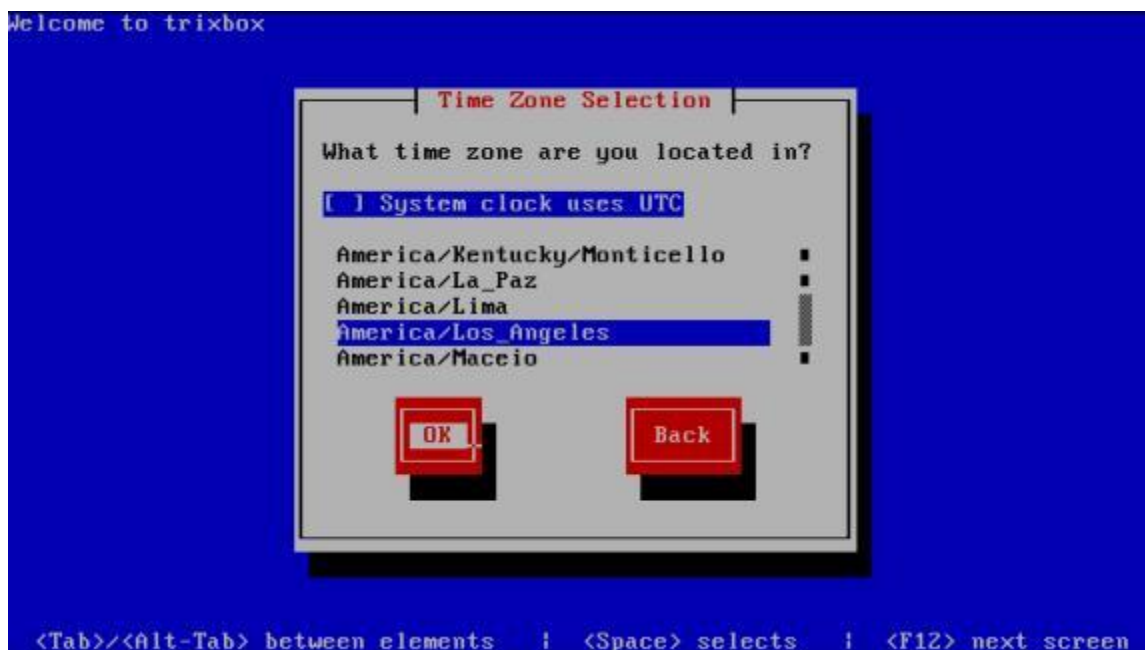 Welcome to trixbox
Time Zone Selection
What time zone are you located in?
[ ] System clock uses UTC
America/Kentucky/Monticello
America/La_Paz
America/Lima
America/Los_Angeles
America/Maceio
OK Back
<Tab>/<Alt-Tab> between elements | <Space> selects | <F12> next screen